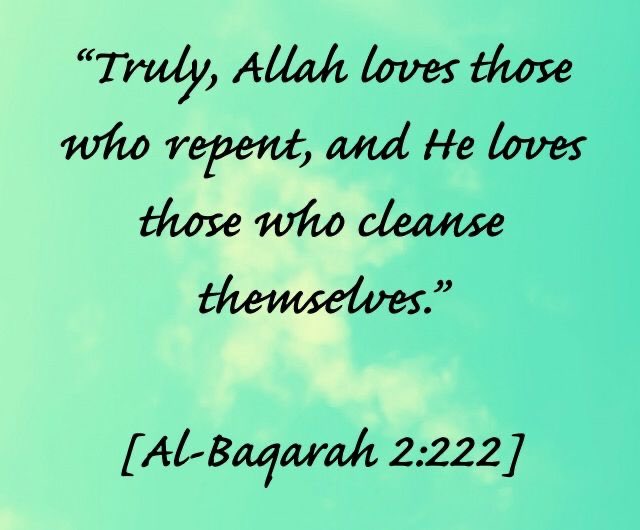 “Truly, Allah loves those
who repent, and He loves
those who cleanse
themselves.”
[Al-Baqarah 2:222]